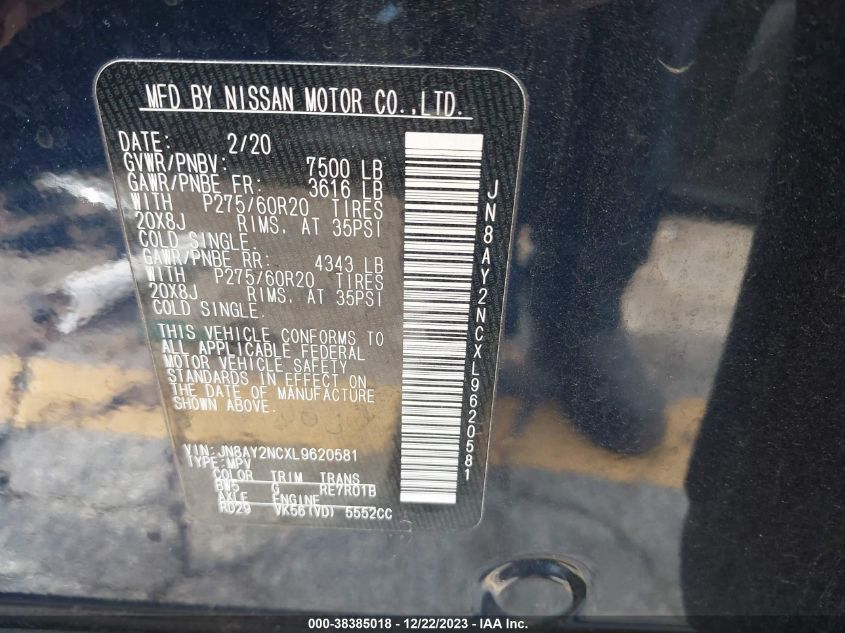 MFD BY NISSAN MOTOR CO.,LTD.
DATE: 2/20
GVWR/PNBV: 7500 LB
GAWR/PNBE FR: 3616 LB
WITH P275/60R20 TIRES
20X8J RIMS. AT 35PSI
COLD SINGLE.
GAWR/PNBE RR: 4343 LB
WITH P275/60R20 TIRES
20X8J RIMS. AT 35PSI
COLD SINGLE.
THIS VEHICLE CONFORMS TO
ALL APPLICABLE FEDERAL
MOTOR VEHICLE SAFETY
STANDARDS IN EFFECT ON
THE DATE OF MANUFACTURE
SHOWN ABOVE.
VIN: JN8AY2NCXL9620581
TYPE: MPV
COLOR TRIM TRANS
BW5 G RE7R01B
AXLE ENGINE
RD29 VK56(VD) 5552CC
JN8AY2NCXL9620581
000-38385018 - 12/22/2023 - IAA Inc.